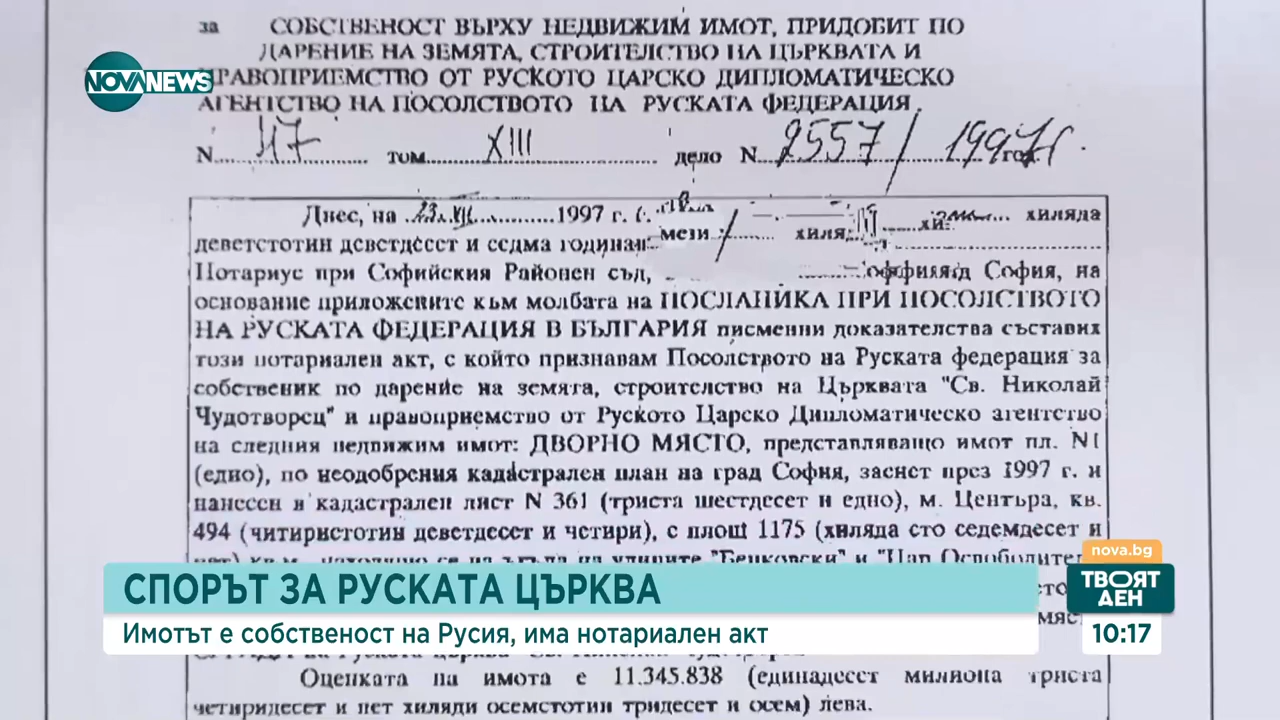 за СОБСТВЕНОСТ ВЪРХУ НЕДВИЖИМ ИМОТ, ПРИДОБИТ ПО
ДАРЕНИЕ НА ЗЕМЯТА, СТРОИТЕЛСТВО НА ЦЪРКВАТА И
ПРАВОПРИЕМСТВО ОТ РУСКОТО ЦАРСКО ДИПЛОМАТИЧЕСКО
АГЕНТСТВО НА ПОСОЛСТВОТО НА РУСКАТА ФЕДЕРАЦИЯ
NOVA NEWS
N 47 том XIII дело N 2557/1997 г.
Днес, на 23.XII. 1997 г. хиляда
деветстотин деветдесет и седма година
Нотариус при Софийския Районен съд, София, на
основание приложените към молбата на ПОСЛАНИКА ПРИ ПОСОЛСТВОТО
НА РУСКАТА ФЕДЕРАЦИЯ В БЪЛГАРИЯ писменни доказателства съставих
този нотариален акт, с който признавам Посолството на Руската федерация за
собственик по дарение на земята, строителство на Църквата "Св. Николай
Чудотворец" и правоприемство от Руското Царско Дипломатическо агентство
на следния недвижим имот: ДВОРНО МЯСТО, представляващо имот пл. N1
(едно), по неодобрения кадастрален план на град София, заснет през 1997 г. и
нанесен в кадастрален лист N 361 (триста шестдесет и едно), м. Центъра, кв.
494 (читиристотин деветдесет и четири), с площ 1175 (хиляда сто седемдесет и
СПОРЪТ ЗА РУСКАТА ЦЪРКВА
Имотът е собственост на Русия, има нотариален акт
nova.bg
ТВОЯТ
ДЕН
10:17
Оценката на имота е 11.345.838 (единадесет милиона триста
четиридесет и пет хиляди осемстотин тридесет и осем) лева.